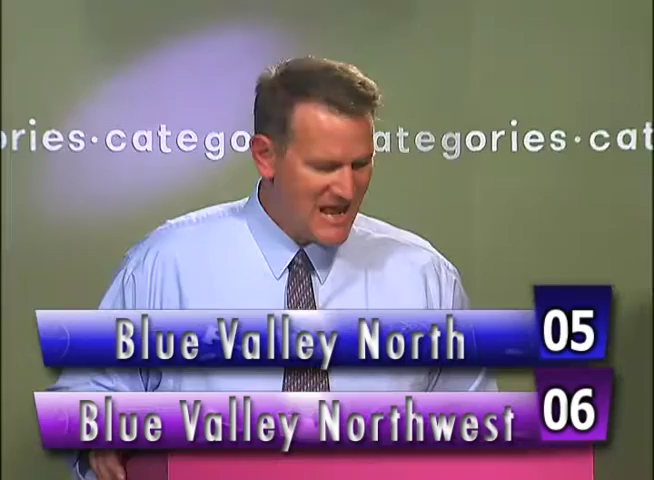 ories·categories·categories·cat
Blue Valley North 05
Blue Valley Northwest 06